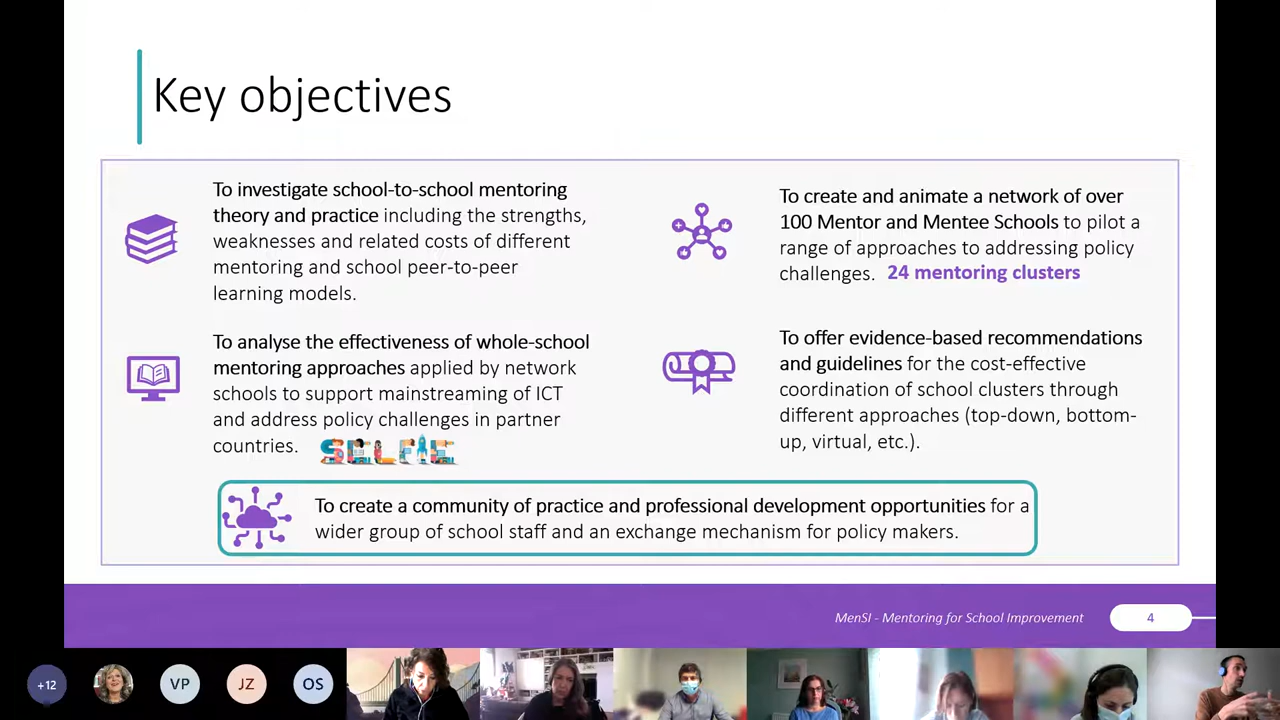 Key objectives
To investigate school-to-school mentoring
theory and practice including the strengths,
weaknesses and related costs of different
mentoring and school peer-to-peer
learning models.
To analyse the effectiveness of whole-school
mentoring approaches applied by network
schools to support mainstreaming of ICT
and address policy challenges in partner
countries. SELFIE
To create and animate a network of over
100 Mentor and Mentee Schools to pilot a
range of approaches to addressing policy
challenges. 24 mentoring clusters
To offer evidence-based recommendations
and guidelines for the cost-effective
coordination of school clusters through
different approaches (top-down, bottom-
up, virtual, etc.).
To create a community of practice and professional development opportunities for a
wider group of school staff and an exchange mechanism for policy makers.
MenSI - Mentoring for School Improvement
4
+12
VP
JZ
OS